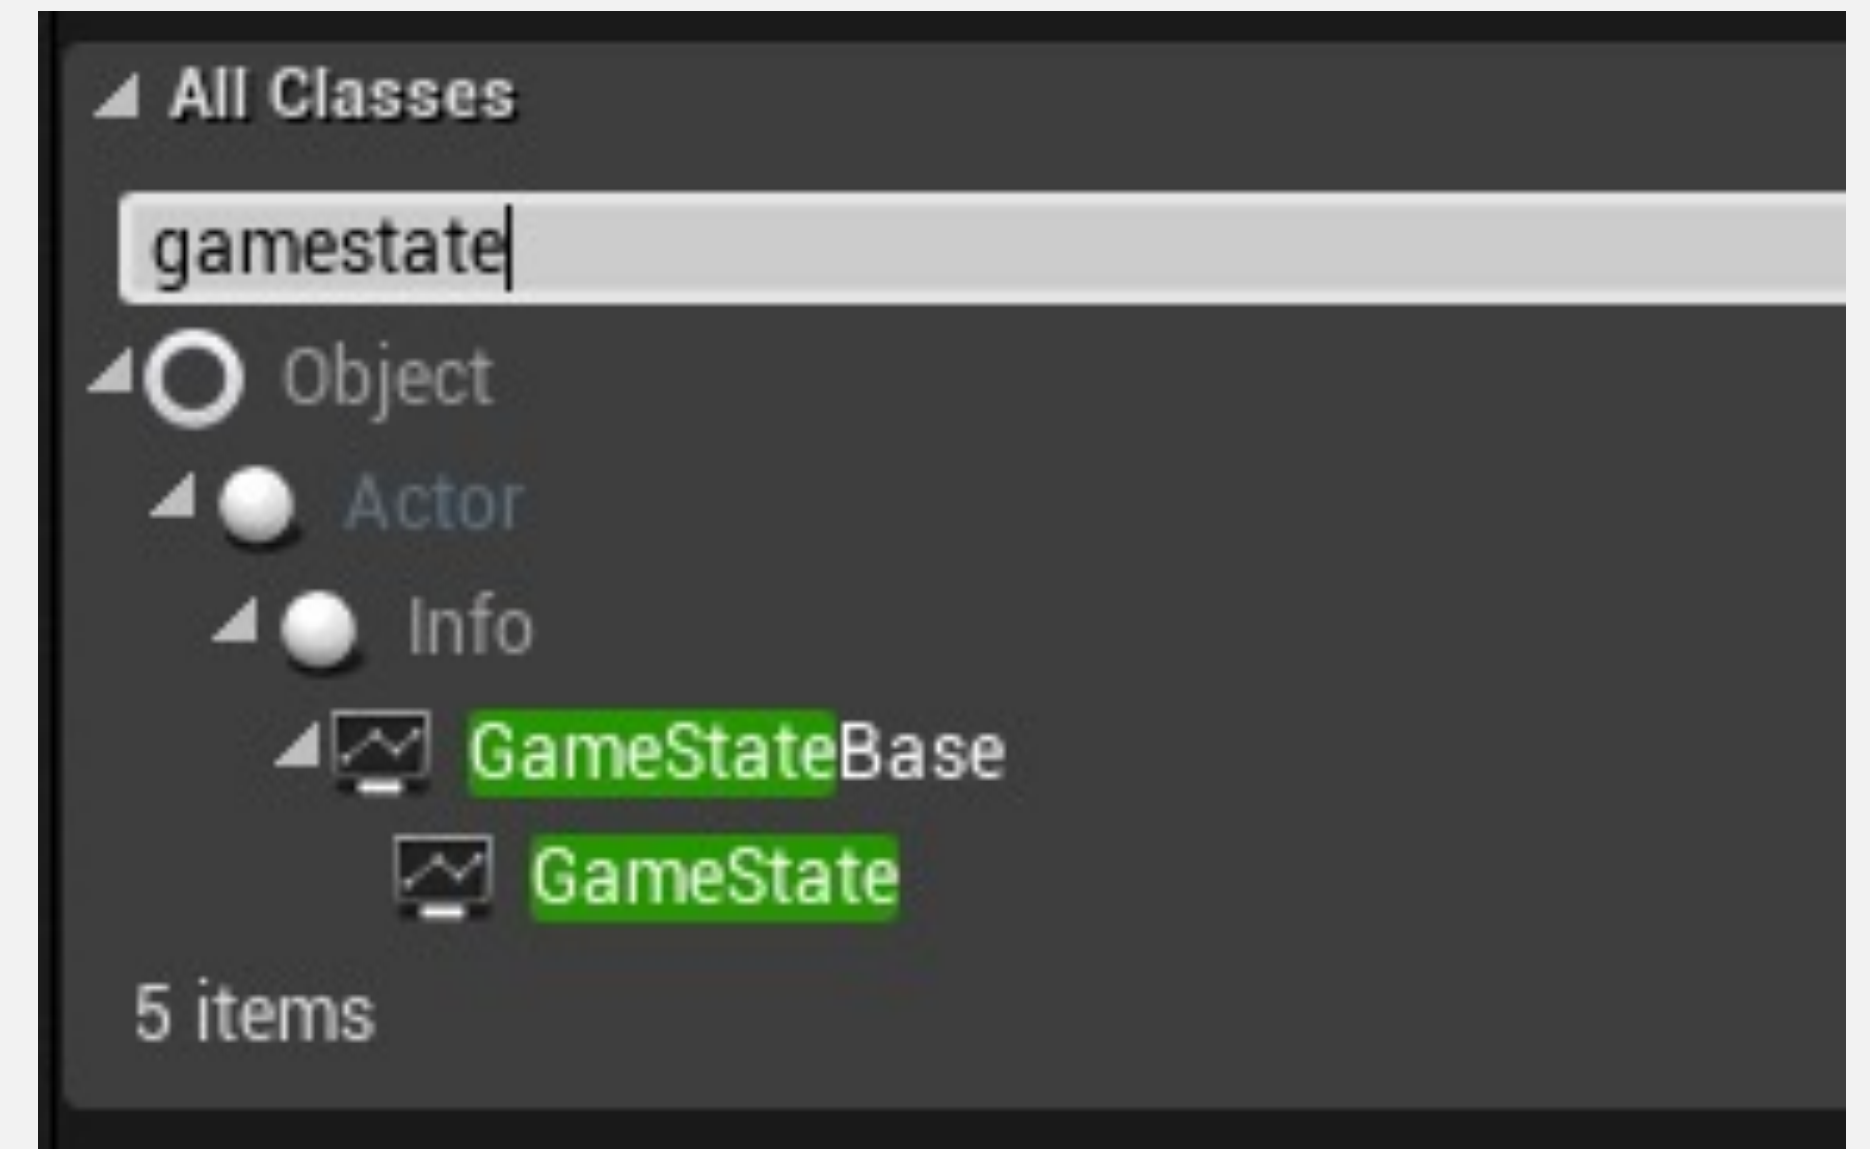 All Classes
gamestate
Object
Actor
Info
GameStateBase
GameState
5 items